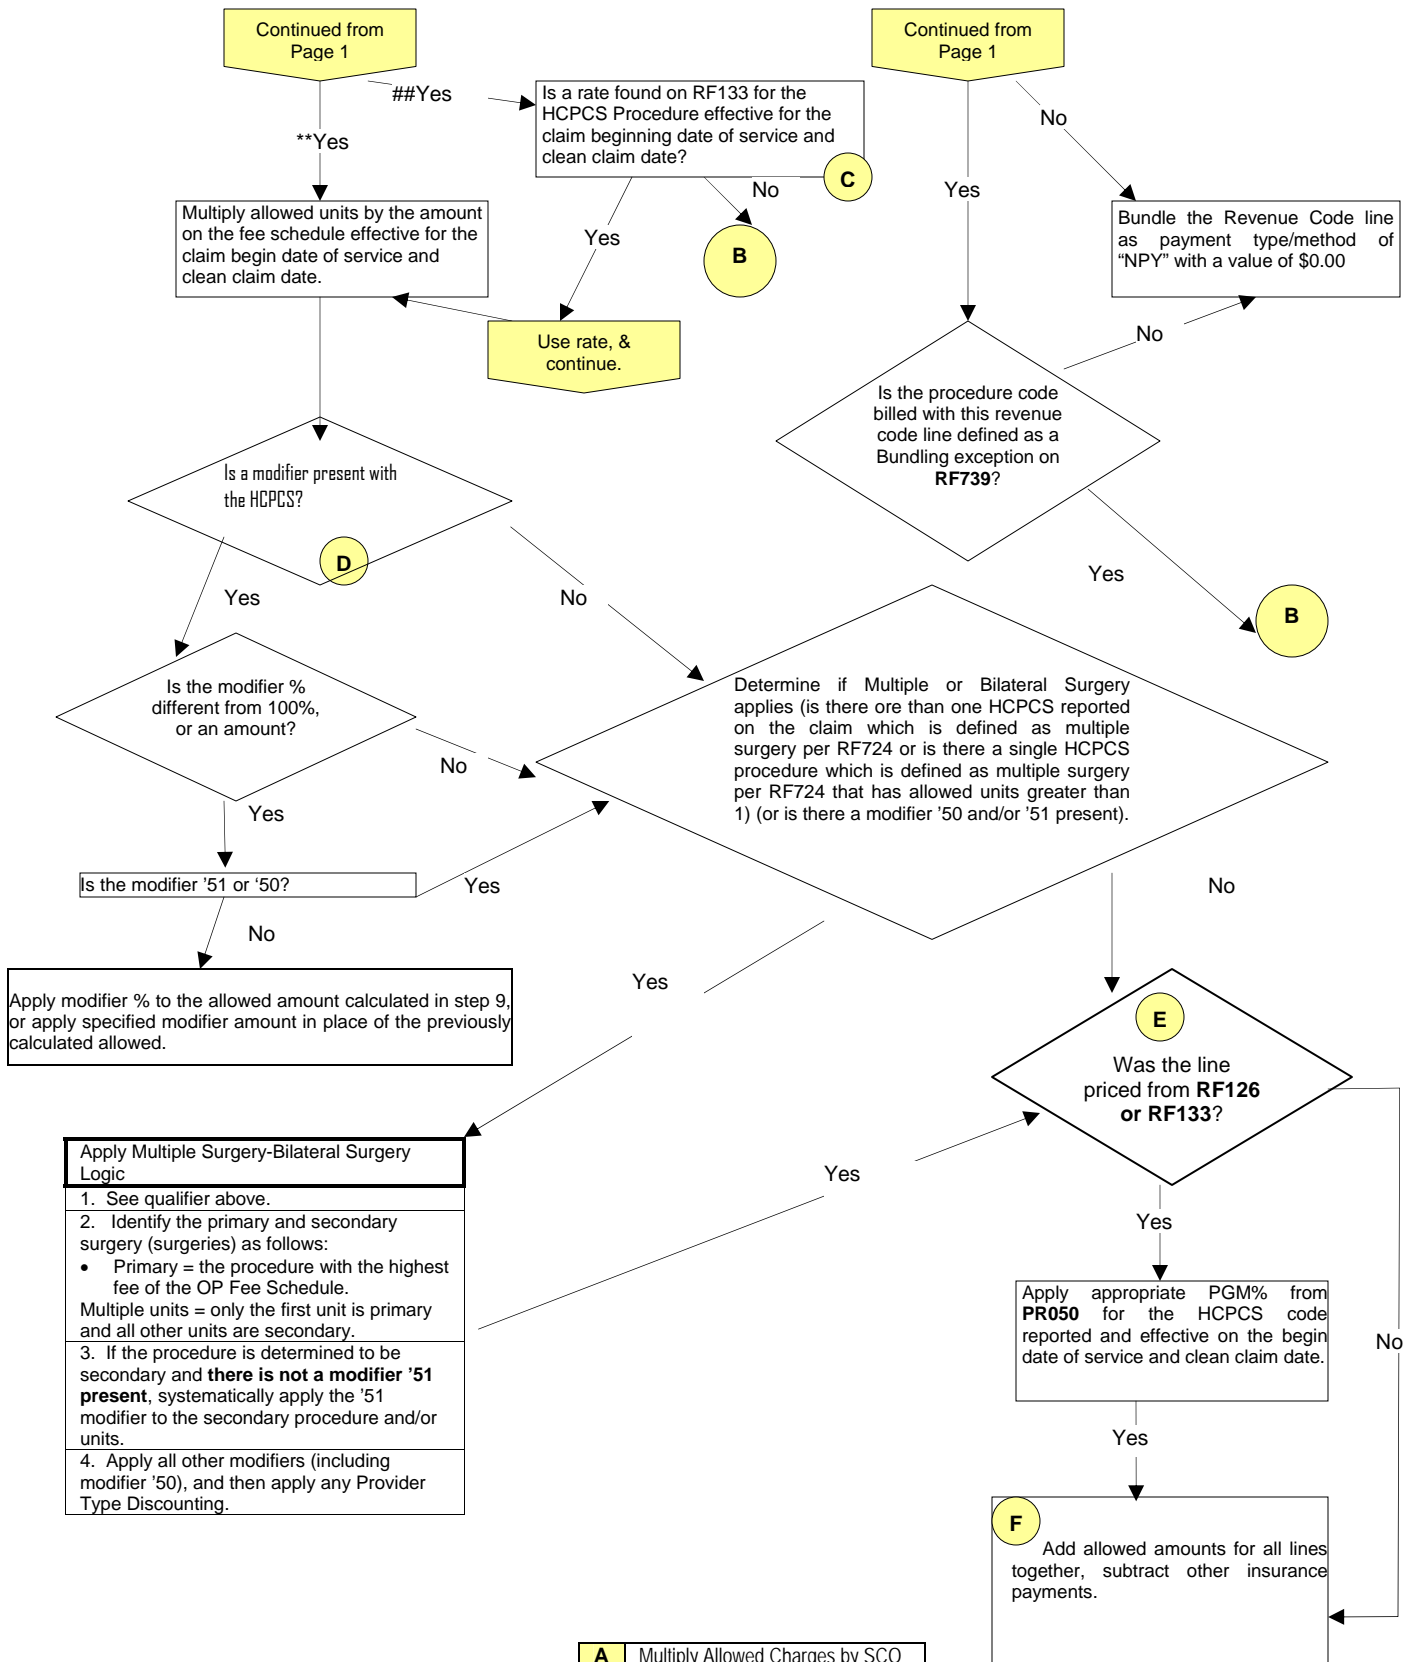 Continued from
Page 1
Continued from
Page 1
##Yes
**Yes
Is a rate found on RF133 for the
HCPCS Procedure effective for the
claim beginning date of service and
clean claim date?
C
No
No
Yes
Yes
B
Multiply allowed units by the amount
on the fee schedule effective for the
claim begin date of service and
clean claim date.
Bundle the Revenue Code line
as payment type/method of
“NPY” with a value of $0.00
Use rate, &
continue.
No
Is the procedure code
billed with this revenue
code line defined as a
Bundling exception on
RF739?
Is a modifier present with
the HCPCS?
D
Yes
No
Yes
B
Is the modifier %
different from 100%,
or an amount?
No
Yes
Determine if Multiple or Bilateral Surgery
applies (is there ore than one HCPCS reported
on the claim which is defined as multiple
surgery per RF724 or is there a single HCPCS
procedure which is defined as multiple surgery
per RF724 that has allowed units greater than
1) (or is there a modifier ’50 and/or ’51 present).
Is the modifier ’51 or ‘50?
Yes
No
No
Yes
Apply modifier % to the allowed amount calculated in step 9,
or apply specified modifier amount in place of the previously
calculated allowed.
E
Was the line
priced from RF126
or RF133?
Apply Multiple Surgery-Bilateral Surgery
Logic
1. See qualifier above.
2. Identify the primary and secondary
surgery (surgeries) as follows:
• Primary = the procedure with the highest
fee of the OP Fee Schedule.
Multiple units = only the first unit is primary
and all other units are secondary.
3. If the procedure is determined to be
secondary and there is not a modifier ’51
present, systematically apply the ’51
modifier to the secondary procedure and/or
units.
4. Apply all other modifiers (including
modifier ’50), and then apply any Provider
Type Discounting.
Yes
Yes
Apply appropriate PGM% from
PR050 for the HCPCS code
reported and effective on the begin
date of service and clean claim date.
No
Yes
F
Add allowed amounts for all lines
together, subtract other insurance
payments.
A Multiply Allowed Charges by SCO